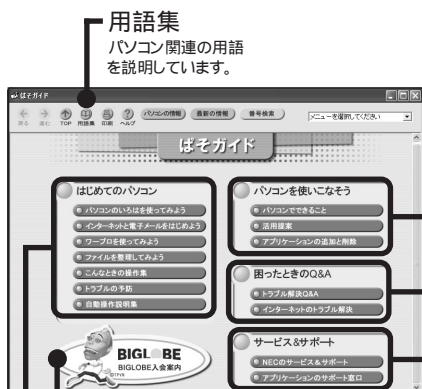 用語集
パソコン関連の用語
を説明しています。
ぱそガイド
戻る 進む TOP 用語集 印刷 ヘルプ パソコンの情報 最新の情報 番号検索 メニューを選択してください
ぱそガイド
はじめてのパソコン
パソコンのいろはを使ってみよう
インターネットと電子メールをはじめよう
ワープロを使ってみよう
ファイルを整理してみよう
こんなときの操作集
トラブルの予防
自動操作説明集
BIGLOBE
BIGLOBE入会案内
パソコンを使いこなそう
パソコンでできること
活用提案
アプリケーションの追加と削除
困ったときのQ&A
トラブル解決Q&A
インターネットのトラブル解決
サービス&サポート
NECのサービス&サポート
アプリケーションのサポート窓口